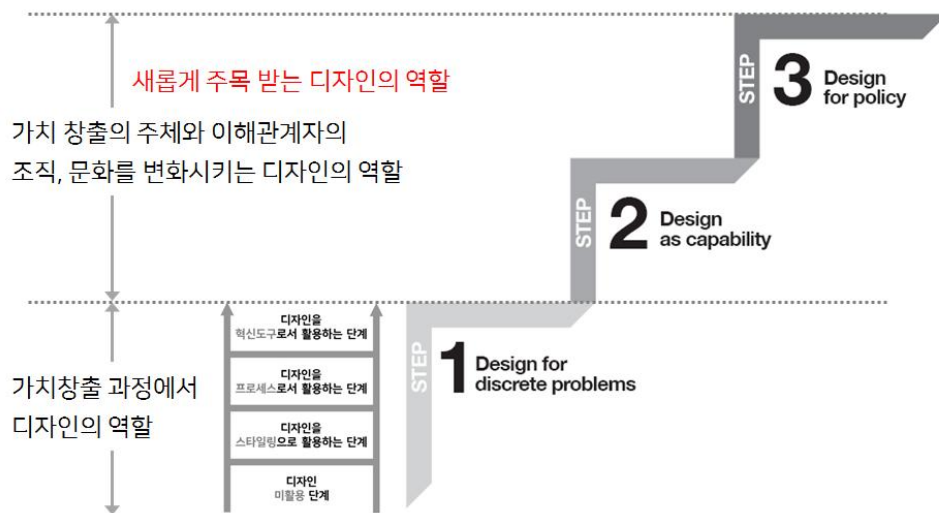 새롭게 주목 받는 디자인의 역할
가치 창출의 주체와 이해관계자의
조직, 문화를 변화시키는 디자인의 역할
STEP
3
Design
for policy
STEP
2
Design
as capability
가치창출 과정에서
디자인의 역할
디자인을
혁신도구로서 활용하는 단계
디자인을
프로세스로서 활용하는 단계
디자인을
스타일링으로 활용하는 단계
디자인
미활용 단계
STEP
1
Design for
discrete problems